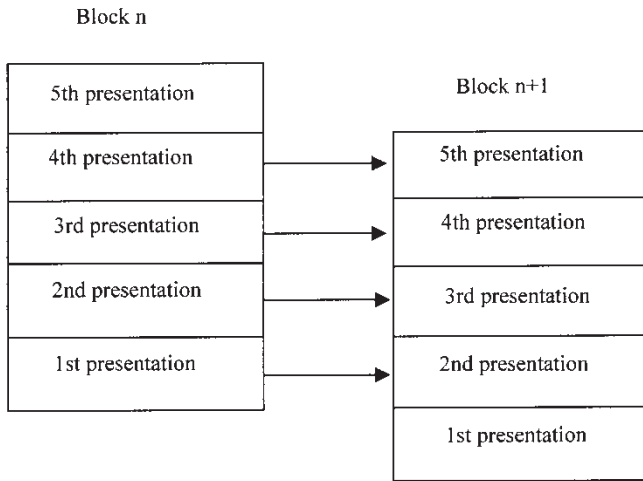 Block n
5th presentation
4th presentation
3rd presentation
2nd presentation
1st presentation
Block n+1
5th presentation
4th presentation
3rd presentation
2nd presentation
1st presentation